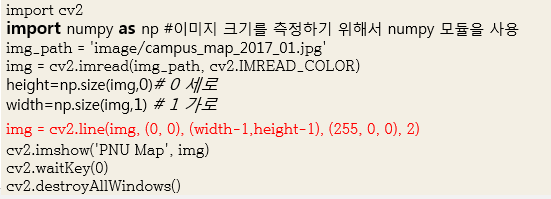 import cv2
import numpy as np #이미지 크기를 측정하기 위해서 numpy 모듈을 사용
img_path = 'image/campus_map_2017_01.jpg'
img = cv2.imread(img_path, cv2.IMREAD_COLOR)
height=np.size(img,0)# 0 세로
width=np.size(img,1) # 1 가로
img = cv2.line(img, (0, 0), (width-1,height-1), (255, 0, 0), 2)
cv2.imshow('PNU Map', img)
cv2.waitKey(0)
cv2.destroyAllWindows()